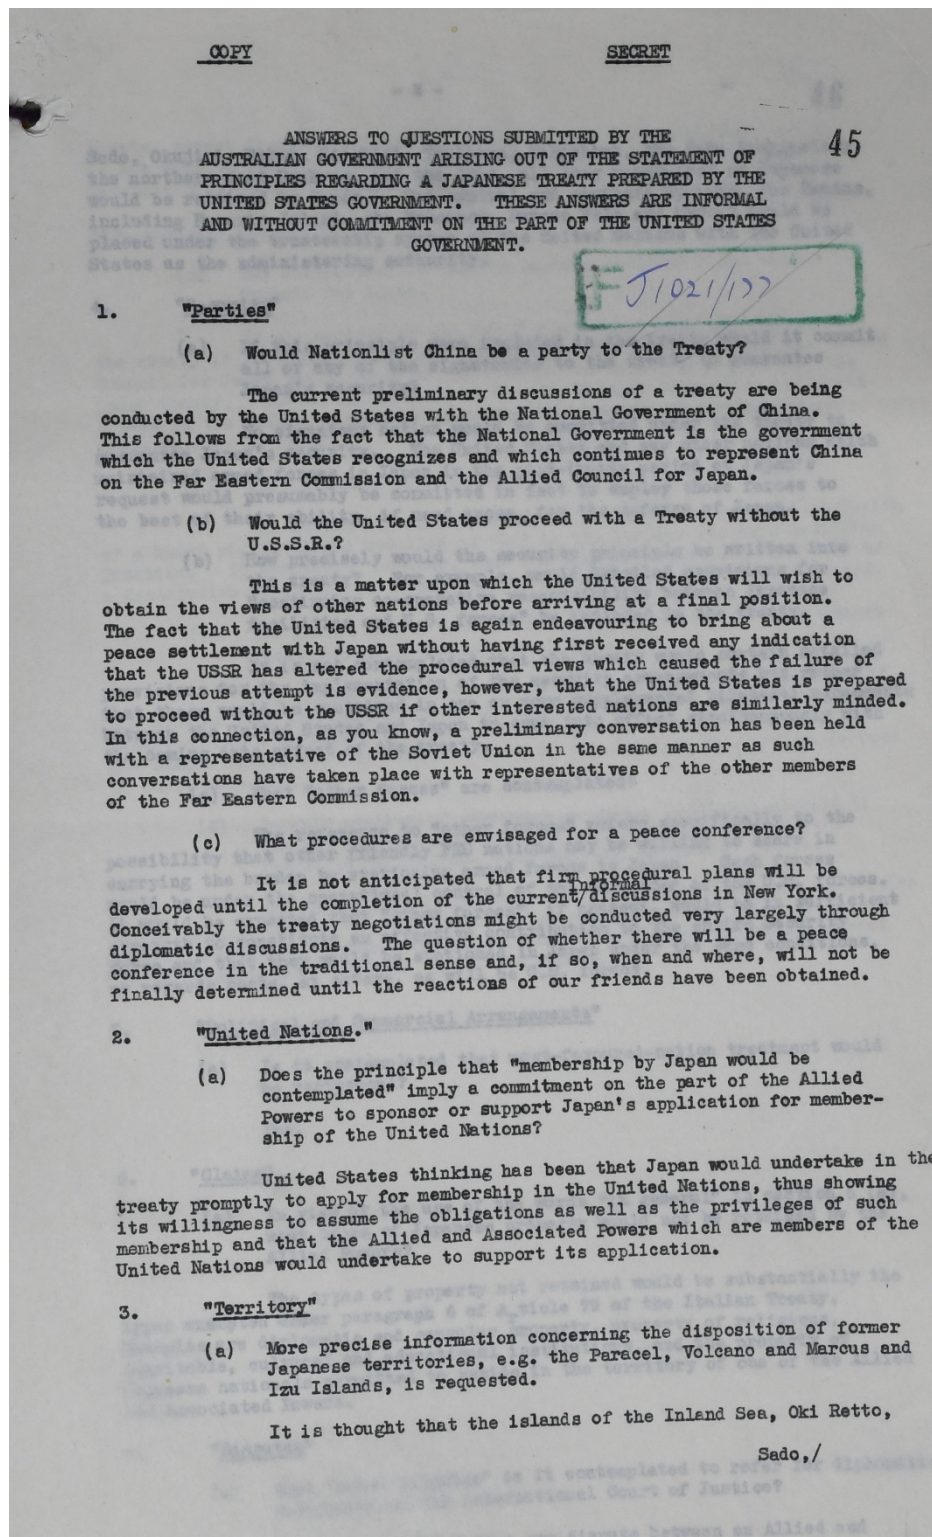 COPY SECRET
45
ANSWERS TO QUESTIONS SUBMITTED BY THE
AUSTRALIAN GOVERNMENT ARISING OUT OF THE STATEMENT OF
PRINCIPLES REGARDING A JAPANESE TREATY PREPARED BY THE
UNITED STATES GOVERNMENT. THESE ANSWERS ARE INFORMAL
AND WITHOUT COMMITMENT ON THE PART OF THE UNITED STATES
GOVERNMENT.
J1021/177
1. "Parties"
(a) Would Nationlist China be a party to the Treaty?
The current preliminary discussions of a treaty are being
conducted by the United States with the National Government of China.
This follows from the fact that the National Government is the government
which the United States recognizes and which continues to represent China
on the Far Eastern Commission and the Allied Council for Japan.
(b) Would the United States proceed with a Treaty without the
U.S.S.R.?
This is a matter upon which the United States will wish to
obtain the views of other nations before arriving at a final position.
The fact that the United States is again endeavouring to bring about a
peace settlement with Japan without having first received any indication
that the USSR has altered the procedural views which caused the failure of
the previous attempt is evidence, however, that the United States is prepared
to proceed without the USSR if other interested nations are similarly minded.
In this connection, as you know, a preliminary conversation has been held
with a representative of the Soviet Union in the same manner as such
conversations have taken place with representatives of the other members
of the Far Eastern Commission.
(c) What procedures are envisaged for a peace conference?
It is not anticipated that firm procedural plans will be
informal
developed until the completion of the current/discussions in New York.
Conceivably the treaty negotiations might be conducted very largely through
diplomatic discussions. The question of whether there will be a peace
conference in the traditional sense and, if so, when and where, will not be
finally determined until the reactions of our friends have been obtained.
2. "United Nations."
(a) Does the principle that "membership by Japan would be
contemplated" imply a commitment on the part of the Allied
Powers to sponsor or support Japan's application for member-
ship of the United Nations?
United States thinking has been that Japan would undertake in the
treaty promptly to apply for membership in the United Nations, thus showing
its willingness to assume the obligations as well as the privileges of such
membership and that the Allied and Associated Powers which are members of the
United Nations would undertake to support its application.
3. "Territory"
(a) More precise information concerning the disposition of former
Japanese territories, e.g. the Paracel, Volcano and Marcus and
Izu Islands, is requested.
It is thought that the islands of the Inland Sea, Oki Retto,
Sado,/